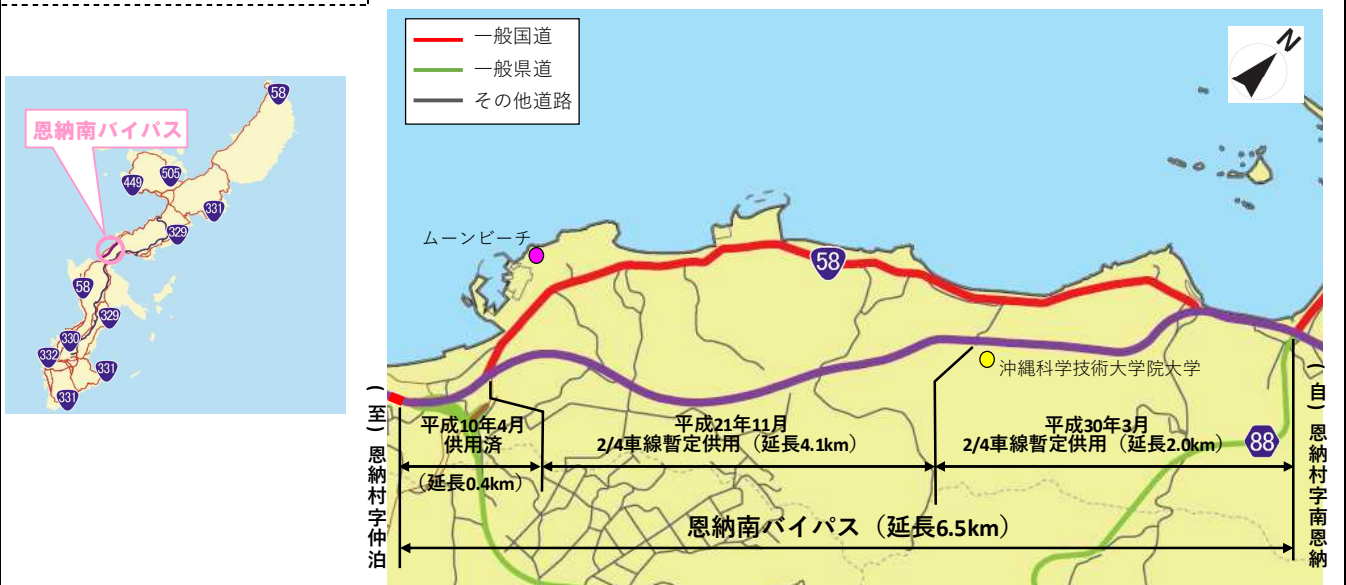 恩納南バイパス
58
505
449
331
329
58
329
330
332
331
331
一般国道
一般県道
その他道路
N
ムーンビーチ
58
沖縄科学技術大学院大学
88
平成10年4月
供用済
(延長0.4km)
平成21年11月
2/4車線暫定供用(延長4.1km)
平成30年3月
2/4車線暫定供用(延長2.0km)
恩納南バイパス(延長6.5km)
(至)恩納村字仲泊
(自)恩納村字南恩納